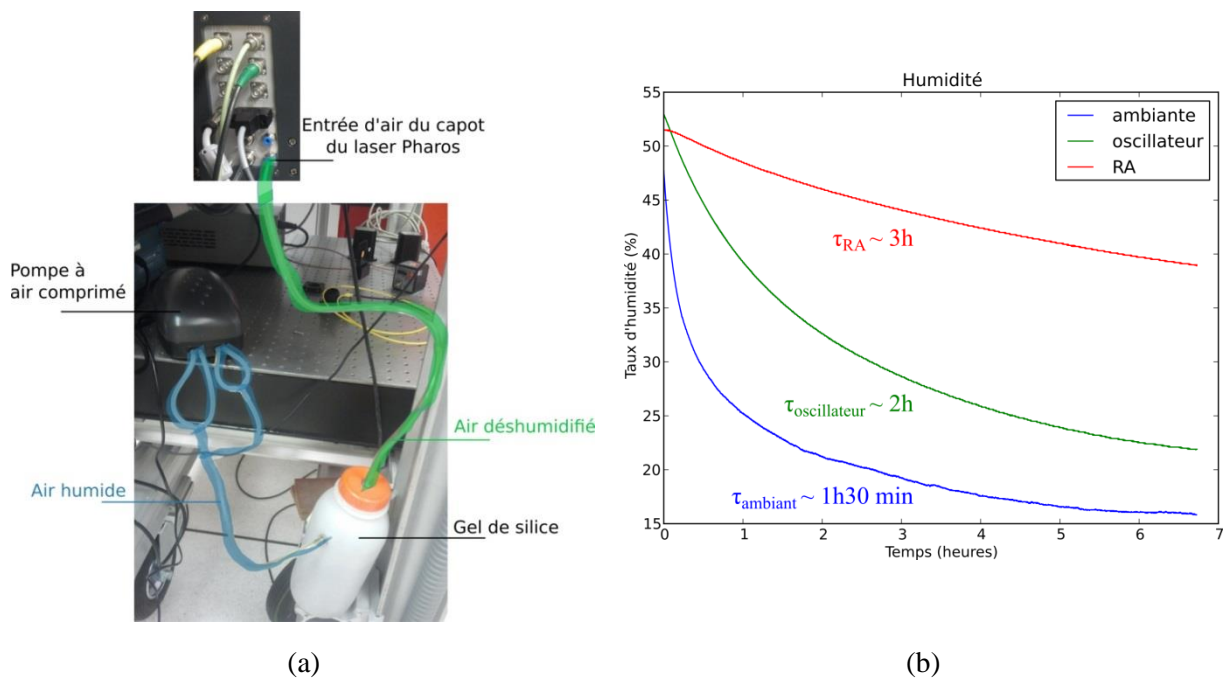 Entrée d'air du capot
du laser Pharos
Pompe à
air comprimé
Air déshumidifié
Air humide
Gel de silice
(a)
Humidité
Taux d'humidité (%)
55
50
45
40
35
30
25
20
15
0
1
2
3
4
5
6
7
Temps (heures)
ambiante
oscillateur
RA
τRA ~ 3h
τoscillateur ~ 2h
τambiant ~ 1h30 min
(b)